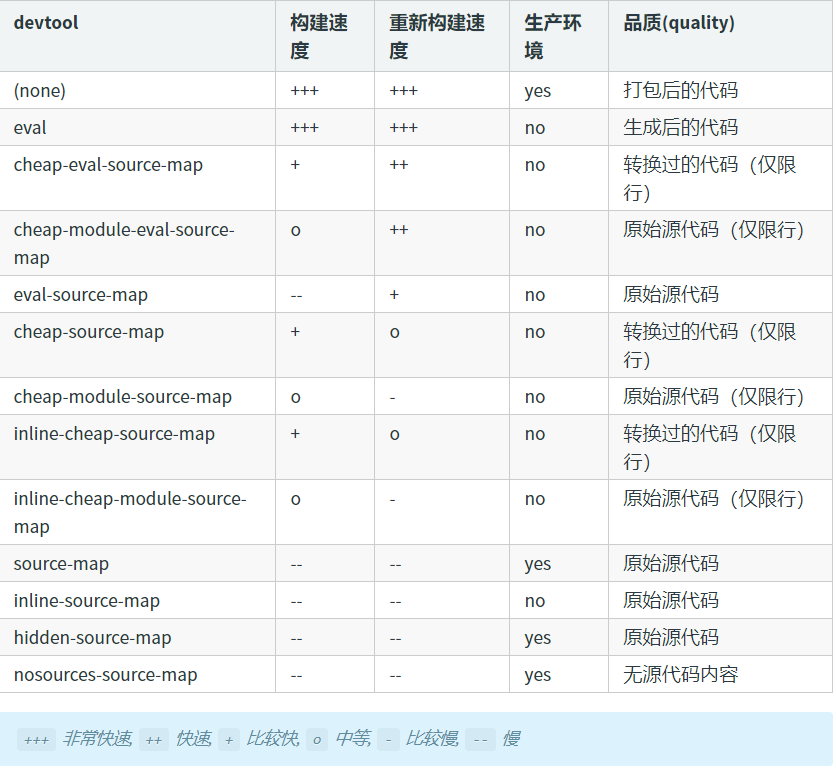 devtool 构建速度 重新构建速度 生产环境 品质(quality)
(none) +++ +++ yes 打包后的代码
eval +++ +++ no 生成后的代码
cheap-eval-source-map + ++ no 转换过的代码（仅限行）
cheap-module-eval-source-map o ++ no 原始源代码（仅限行）
eval-source-map -- + no 原始源代码
cheap-source-map + o no 转换过的代码（仅限行）
cheap-module-source-map o - no 原始源代码（仅限行）
inline-cheap-source-map + o no 转换过的代码（仅限行）
inline-cheap-module-source-map o - no 原始源代码（仅限行）
source-map -- -- yes 原始源代码
inline-source-map -- -- no 原始源代码
hidden-source-map -- -- yes 原始源代码
nosources-source-map -- -- yes 无源代码内容
+++ 非常快速, ++ 快速, + 比较快, o 中等, - 比较慢, -- 慢